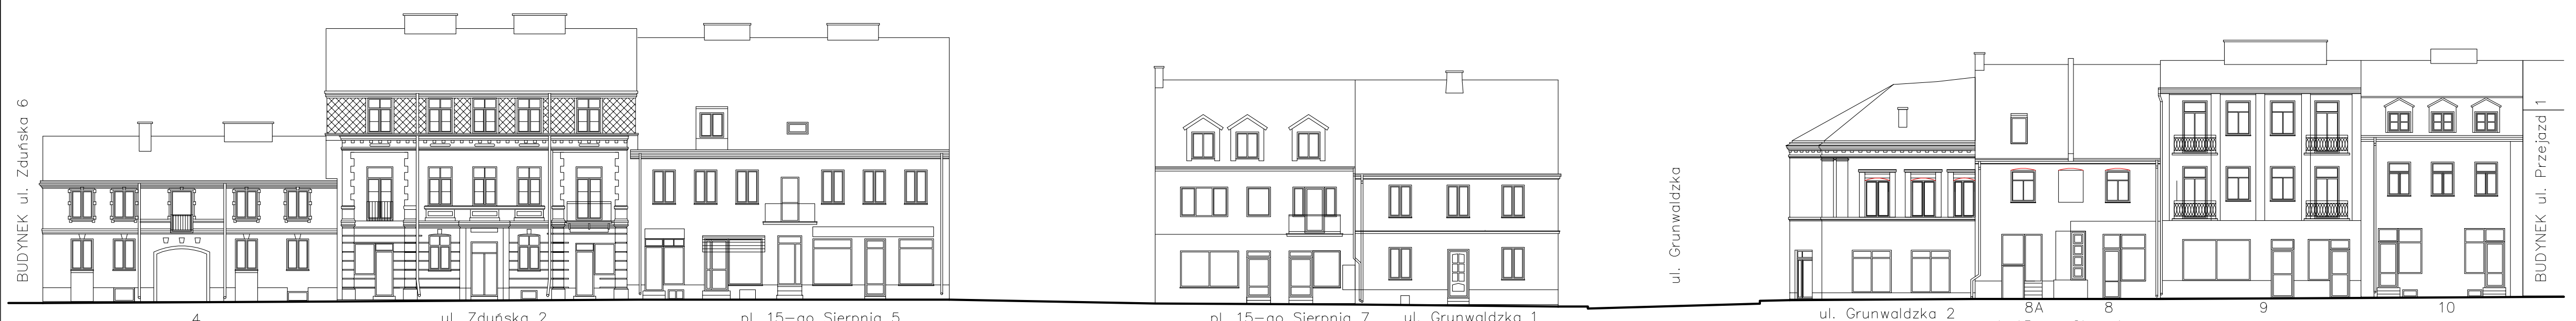 BUDYNEK ul. Zduńska 6
4
ul. Zduńska 2
pl. 15-go Sierpnia 5
pl. 15-go Sierpnia 7
ul. Grunwaldzka 1
ul. Grunwaldzka
ul. Grunwaldzka 2
8A
8
9
10
BUDYNEK ul. Przejazd 1